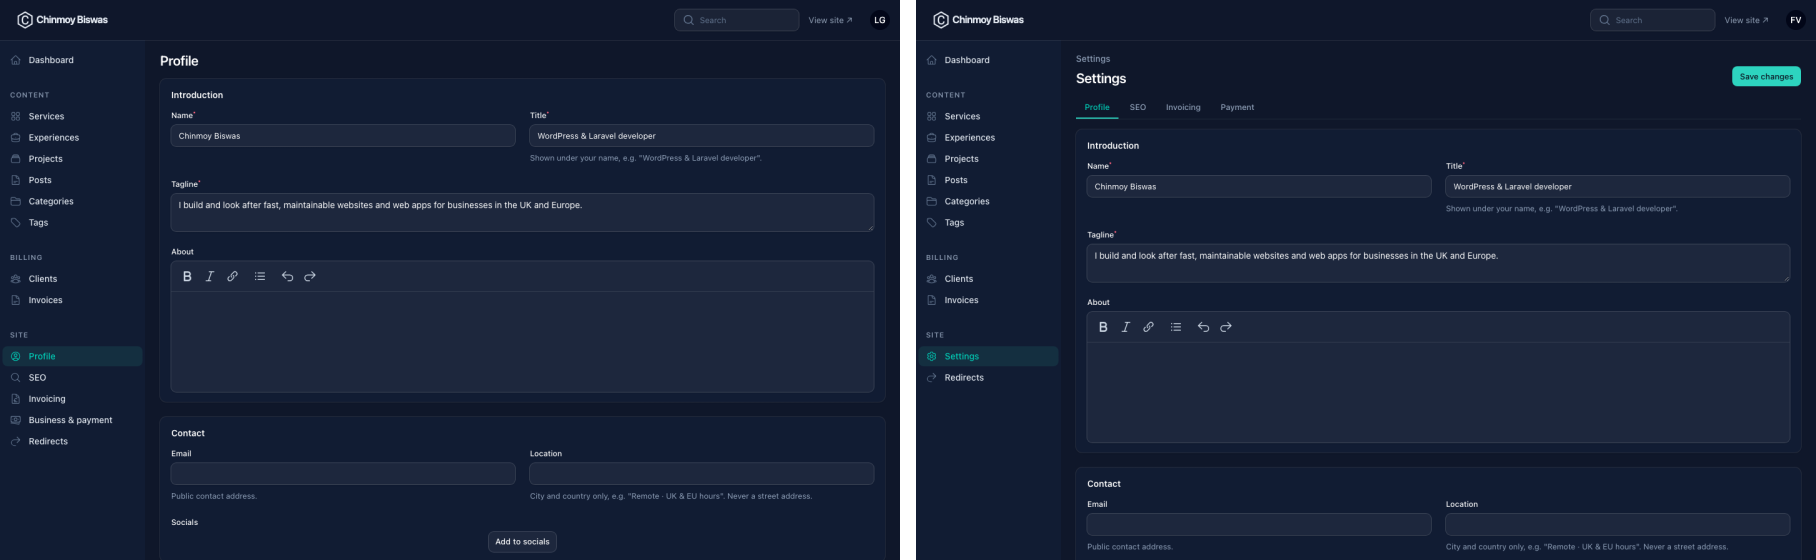 Chinmoy Biswas
Search
View site ↗
LG
Dashboard
CONTENT
Services
Experiences
Projects
Posts
Categories
Tags
BILLING
Clients
Invoices
SITE
Profile
SEO
Invoicing
Business & payment
Redirects
Profile
Introduction
Name*
Title*
Chinmoy Biswas
WordPress & Laravel developer
Shown under your name, e.g. "WordPress & Laravel developer".
Tagline*
I build and look after fast, maintainable websites and web apps for businesses in the UK and Europe.
About
B I
Contact
Email
Location
Public contact address.
City and country only, e.g. "Remote · UK & EU hours". Never a street address.
Socials
Add to socials
Chinmoy Biswas
Search
View site ↗
FV
Dashboard
CONTENT
Services
Experiences
Projects
Posts
Categories
Tags
BILLING
Clients
Invoices
SITE
Settings
Redirects
Settings
Settings
Save changes
Profile SEO Invoicing Payment
Introduction
Name*
Title*
Chinmoy Biswas
WordPress & Laravel developer
Shown under your name, e.g. "WordPress & Laravel developer".
Tagline*
I build and look after fast, maintainable websites and web apps for businesses in the UK and Europe.
About
B I
Contact
Email
Location
Public contact address.
City and country only, e.g. "Remote · UK & EU hours". Never a street address.